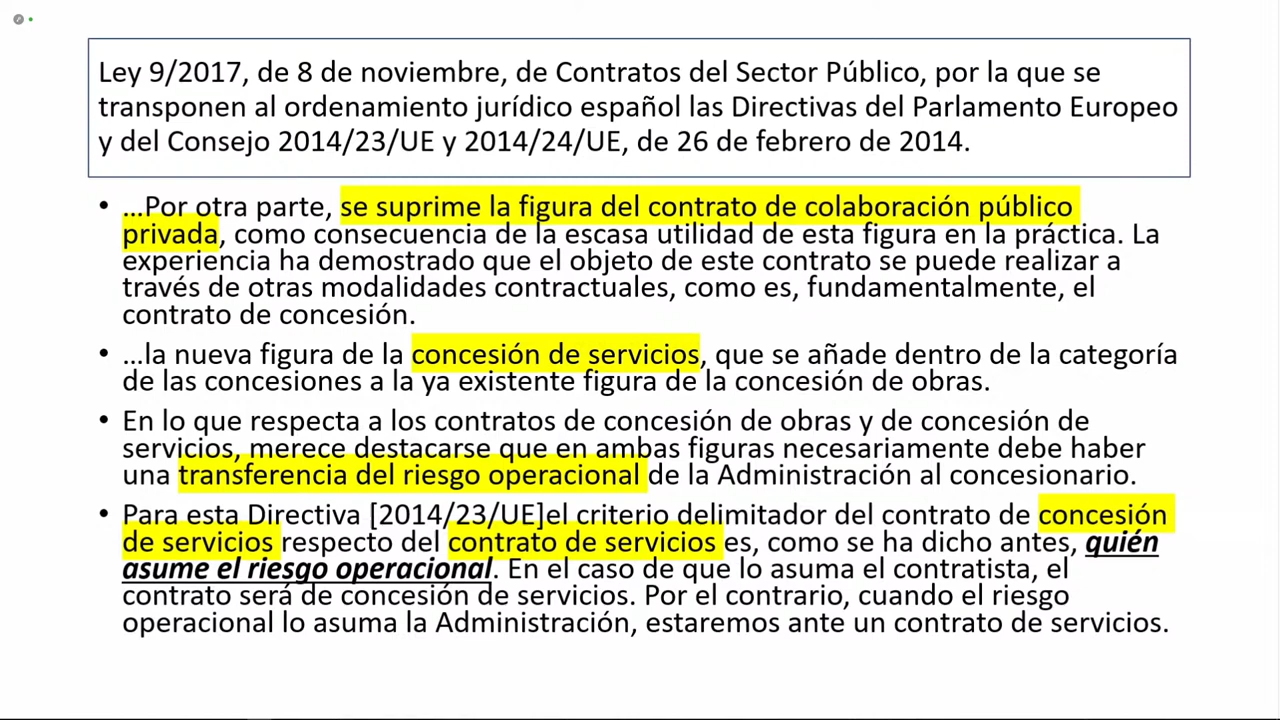 Ley 9/2017, de 8 de noviembre, de Contratos del Sector Público, por la que se
transponen al ordenamiento jurídico español las Directivas del Parlamento Europeo
y del Consejo 2014/23/UE y 2014/24/UE, de 26 de febrero de 2014.
• …Por otra parte, se suprime la figura del contrato de colaboración público
privada, como consecuencia de la escasa utilidad de esta figura en la práctica. La
experiencia ha demostrado que el objeto de este contrato se puede realizar a
través de otras modalidades contractuales, como es, fundamentalmente, el
contrato de concesión.
• …la nueva figura de la concesión de servicios, que se añade dentro de la categoría
de las concesiones a la ya existente figura de la concesión de obras.
• En lo que respecta a los contratos de concesión de obras y de concesión de
servicios, merece destacarse que en ambas figuras necesariamente debe haber
una transferencia del riesgo operacional de la Administración al concesionario.
• Para esta Directiva [2014/23/UE]el criterio delimitador del contrato de concesión
de servicios respecto del contrato de servicios es, como se ha dicho antes, quién
asume el riesgo operacional. En el caso de que lo asuma el contratista, el
contrato será de concesión de servicios. Por el contrario, cuando el riesgo
operacional lo asuma la Administración, estaremos ante un contrato de servicios.